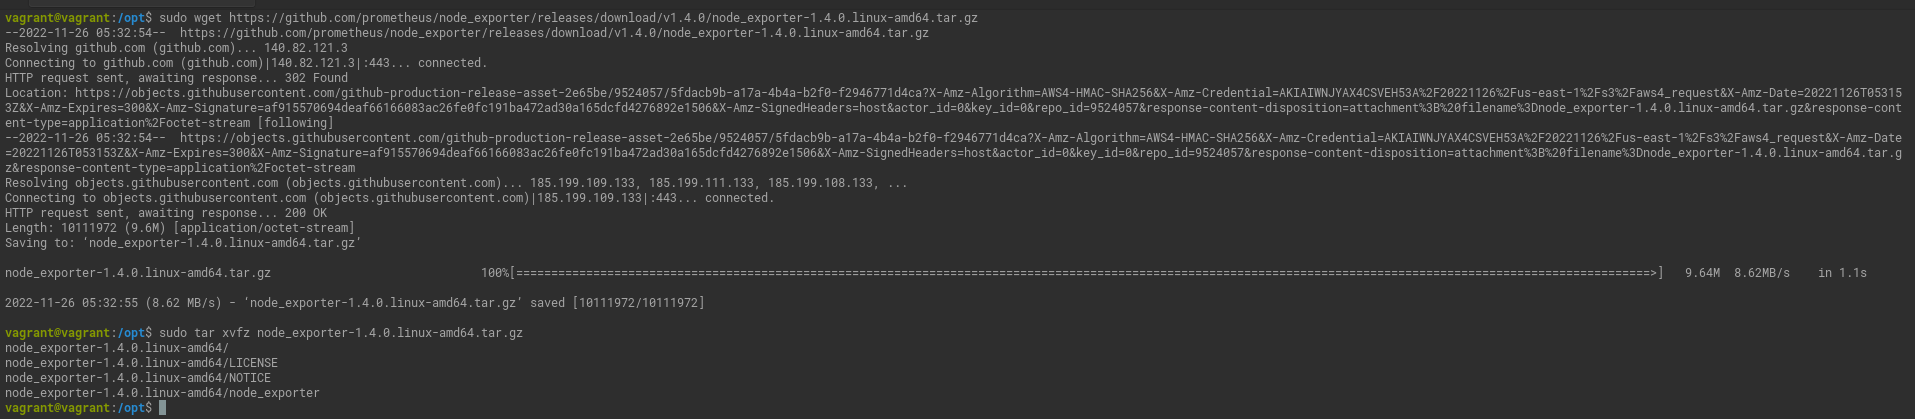 vagrant@vagrant:/opt$ sudo wget https://github.com/prometheus/node_exporter/releases/download/v1.4.0/node_exporter-1.4.0.linux-amd64.tar.gz
--2022-11-26 05:32:54--  https://github.com/prometheus/node_exporter/releases/download/v1.4.0/node_exporter-1.4.0.linux-amd64.tar.gz
Resolving github.com (github.com)... 140.82.121.3
Connecting to github.com (github.com)|140.82.121.3|:443... connected.
HTTP request sent, awaiting response... 302 Found
Location: https://objects.githubusercontent.com/github-production-release-asset-2e65be/9524057/5fdacb9b-a17a-4b4a-b2f0-f2946771d4ca?X-Amz-Algorithm=AWS4-HMAC-SHA256&X-Amz-Credential=AKIAIWNJYAX4CSVEH53A%2F20221126%2Fus-east-1%2Fs3%2Faws4_request&X-Amz-Date=20221126T05315
3Z&X-Amz-Expires=300&X-Amz-Signature=af915570694deaf66166083ac26fe0fc191ba472ad30a165dcfd4276892e1506&X-Amz-SignedHeaders=host&actor_id=0&key_id=0&repo_id=9524057&response-content-disposition=attachment%3B%20filename%3Dnode_exporter-1.4.0.linux-amd64.tar.gz&response-cont
ent-type=application%2Foctet-stream [following]
--2022-11-26 05:32:54--  https://objects.githubusercontent.com/github-production-release-asset-2e65be/9524057/5fdacb9b-a17a-4b4a-b2f0-f2946771d4ca?X-Amz-Algorithm=AWS4-HMAC-SHA256&X-Amz-Credential=AKIAIWNJYAX4CSVEH53A%2F20221126%2Fus-east-1%2Fs3%2Faws4_request&X-Amz-Date
=20221126T053153Z&X-Amz-Expires=300&X-Amz-Signature=af915570694deaf66166083ac26fe0fc191ba472ad30a165dcfd4276892e1506&X-Amz-SignedHeaders=host&actor_id=0&key_id=0&repo_id=9524057&response-content-disposition=attachment%3B%20filename%3Dnode_exporter-1.4.0.linux-amd64.tar.g
z&response-content-type=application%2Foctet-stream
Resolving objects.githubusercontent.com (objects.githubusercontent.com)... 185.199.109.133, 185.199.111.133, 185.199.108.133, ...
Connecting to objects.githubusercontent.com (objects.githubusercontent.com)|185.199.109.133|:443... connected.
HTTP request sent, awaiting response... 200 OK
Length: 10111972 (9.6M) [application/octet-stream]
Saving to: ‘node_exporter-1.4.0.linux-amd64.tar.gz’

node_exporter-1.4.0.linux-amd64.tar.gz                              100%[==================================================================================================================================================================>]   9.64M  8.62MB/s    in 1.1s

2022-11-26 05:32:55 (8.62 MB/s) - ‘node_exporter-1.4.0.linux-amd64.tar.gz’ saved [10111972/10111972]

vagrant@vagrant:/opt$ sudo tar xvfz node_exporter-1.4.0.linux-amd64.tar.gz
node_exporter-1.4.0.linux-amd64/
node_exporter-1.4.0.linux-amd64/LICENSE
node_exporter-1.4.0.linux-amd64/NOTICE
node_exporter-1.4.0.linux-amd64/node_exporter
vagrant@vagrant:/opt$